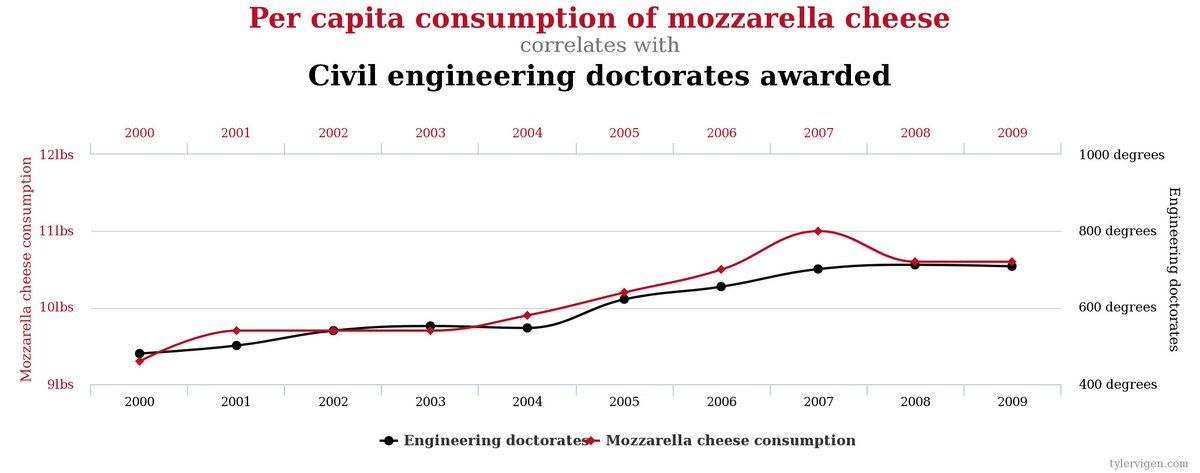 Per capita consumption of mozzarella cheese
correlates with
Civil engineering doctorates awarded
2000 2001 2002 2003 2004 2005 2006 2007 2008 2009
Mozzarella cheese consumption
12lbs
11lbs
10lbs
9lbs
1000 degrees
800 degrees
600 degrees
400 degrees
Engineering doctorates
2000 2001 2002 2003 2004 2005 2006 2007 2008 2009
Engineering doctorates Mozzarella cheese consumption
tylervigen.com